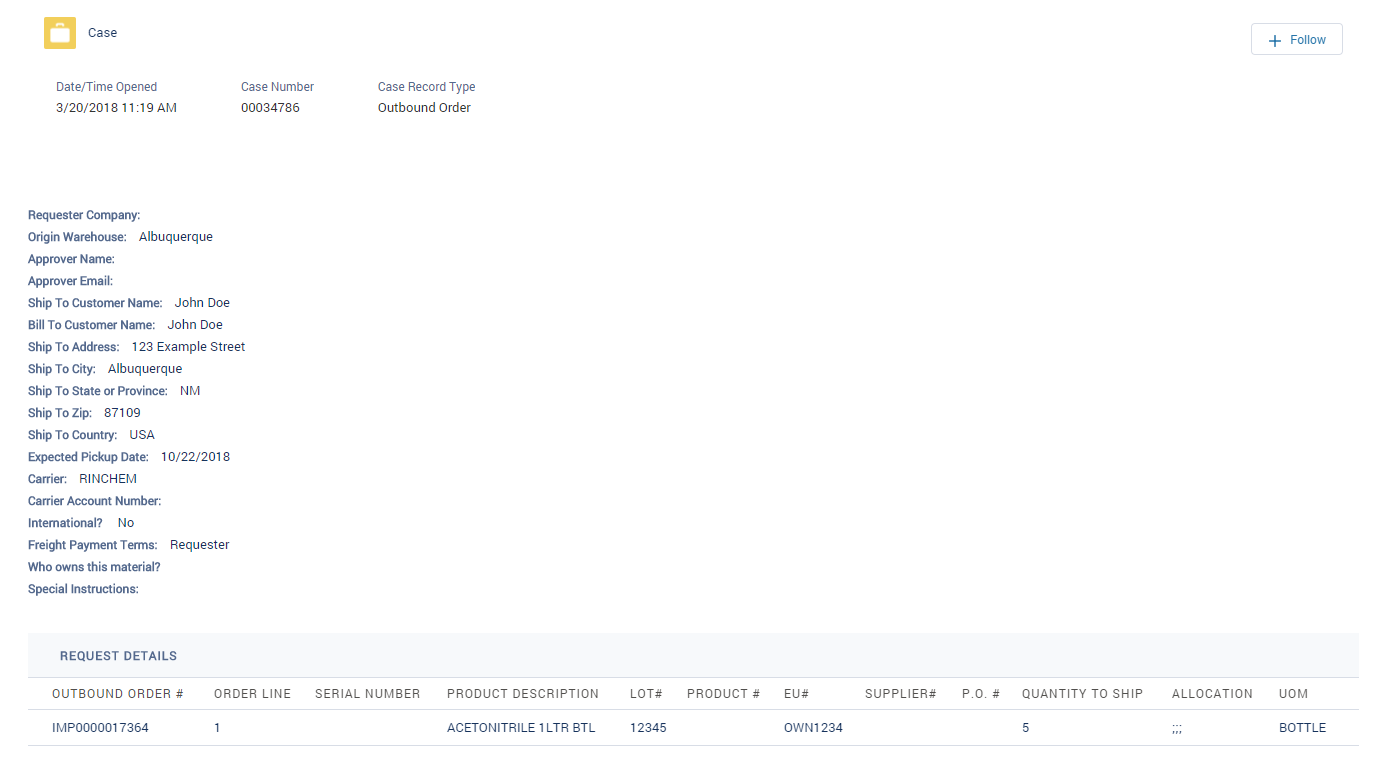 Case
Follow
Date/Time Opened Case Number Case Record Type
3/20/2018 11:19 AM 00034786 Outbound Order
Requester Company:
Origin Warehouse: Albuquerque
Approver Name:
Approver Email:
Ship To Customer Name: John Doe
Bill To Customer Name: John Doe
Ship To Address: 123 Example Street
Ship To City: Albuquerque
Ship To State or Province: NM
Ship To Zip: 87109
Ship To Country: USA
Expected Pickup Date: 10/22/2018
Carrier: RINCHEM
Carrier Account Number:
International? No
Freight Payment Terms: Requester
Who owns this material?
Special Instructions:
REQUEST DETAILS
OUTBOUND ORDER # ORDER LINE SERIAL NUMBER PRODUCT DESCRIPTION LOT# PRODUCT # EU# SUPPLIER# P.O. # QUANTITY TO SHIP ALLOCATION UOM
IMP0000017364 1 ACETONITRILE 1LTR BTL 12345 OWN1234 5 ;;; BOTTLE